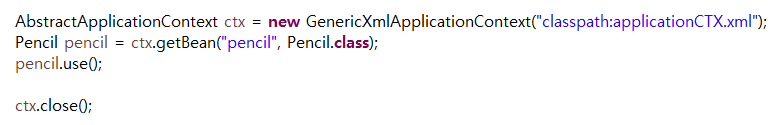 AbstractApplicationContext ctx = new GenericXmlApplicationContext("classpath:applicationCTX.xml");
Pencil pencil = ctx.getBean("pencil", Pencil.class);
pencil.use();
ctx.close();